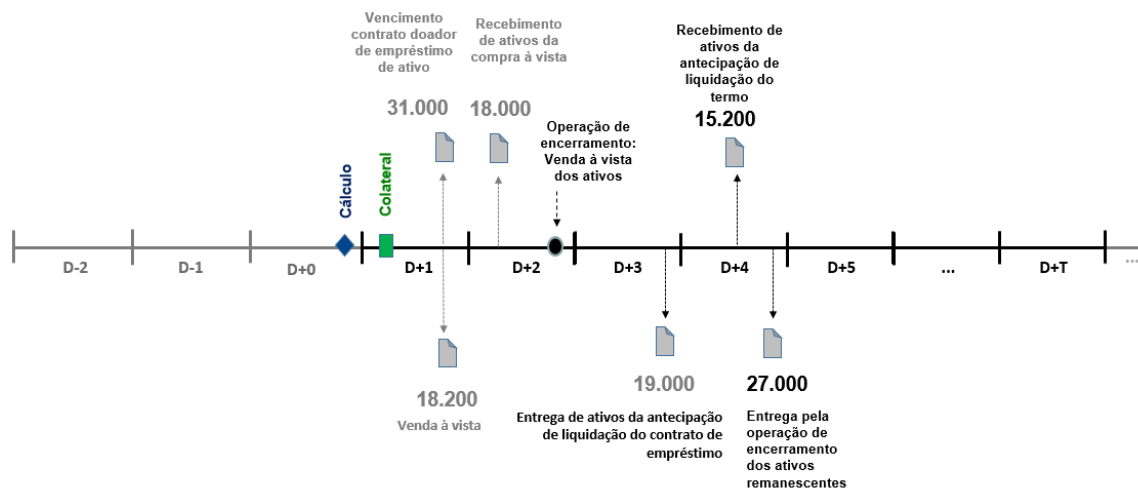 Vencimento
contrato doador
de empréstimo
de ativo
31.000
Recebimento
de ativos da
compra à vista
18.000
Operação de
encerramento:
Venda à vista
dos ativos
Recebimento de
ativos da
antecipação de
liquidação do
termo
15.200
Cálculo
Colateral
D-2
D-1
D+0
D+1
D+2
D+3
D+4
D+5
...
D+T
...
18.200
Venda à vista
19.000
Entrega de ativos da antecipação
de liquidação do contrato de
empréstimo
27.000
Entrega pela
operação de
encerramento
dos ativos
remanescentes